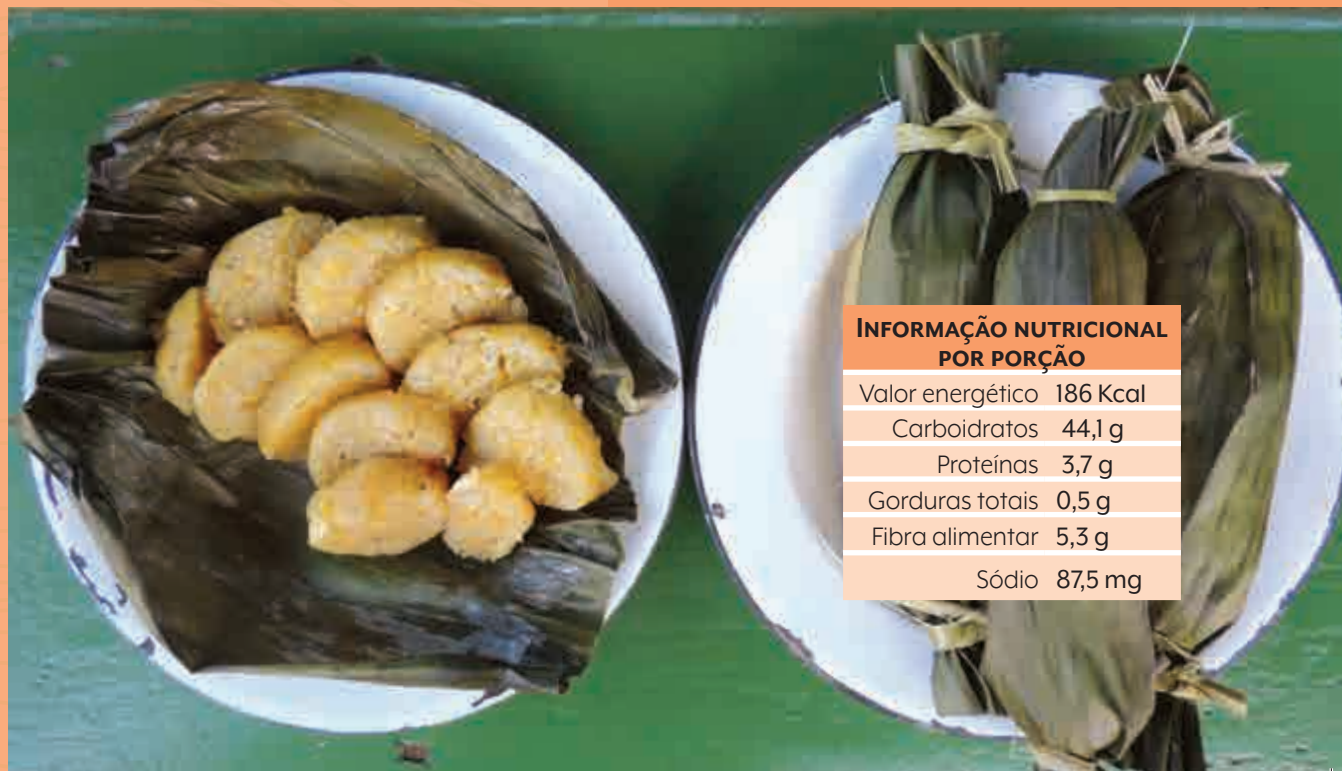 INFORMAÇÃO NUTRICIONAL
POR PORÇÃO
Valor energético 186 Kcal
Carboidratos 44,1 g
Proteínas 3,7 g
Gorduras totais 0,5 g
Fibra alimentar 5,3 g
Sódio 87,5 mg